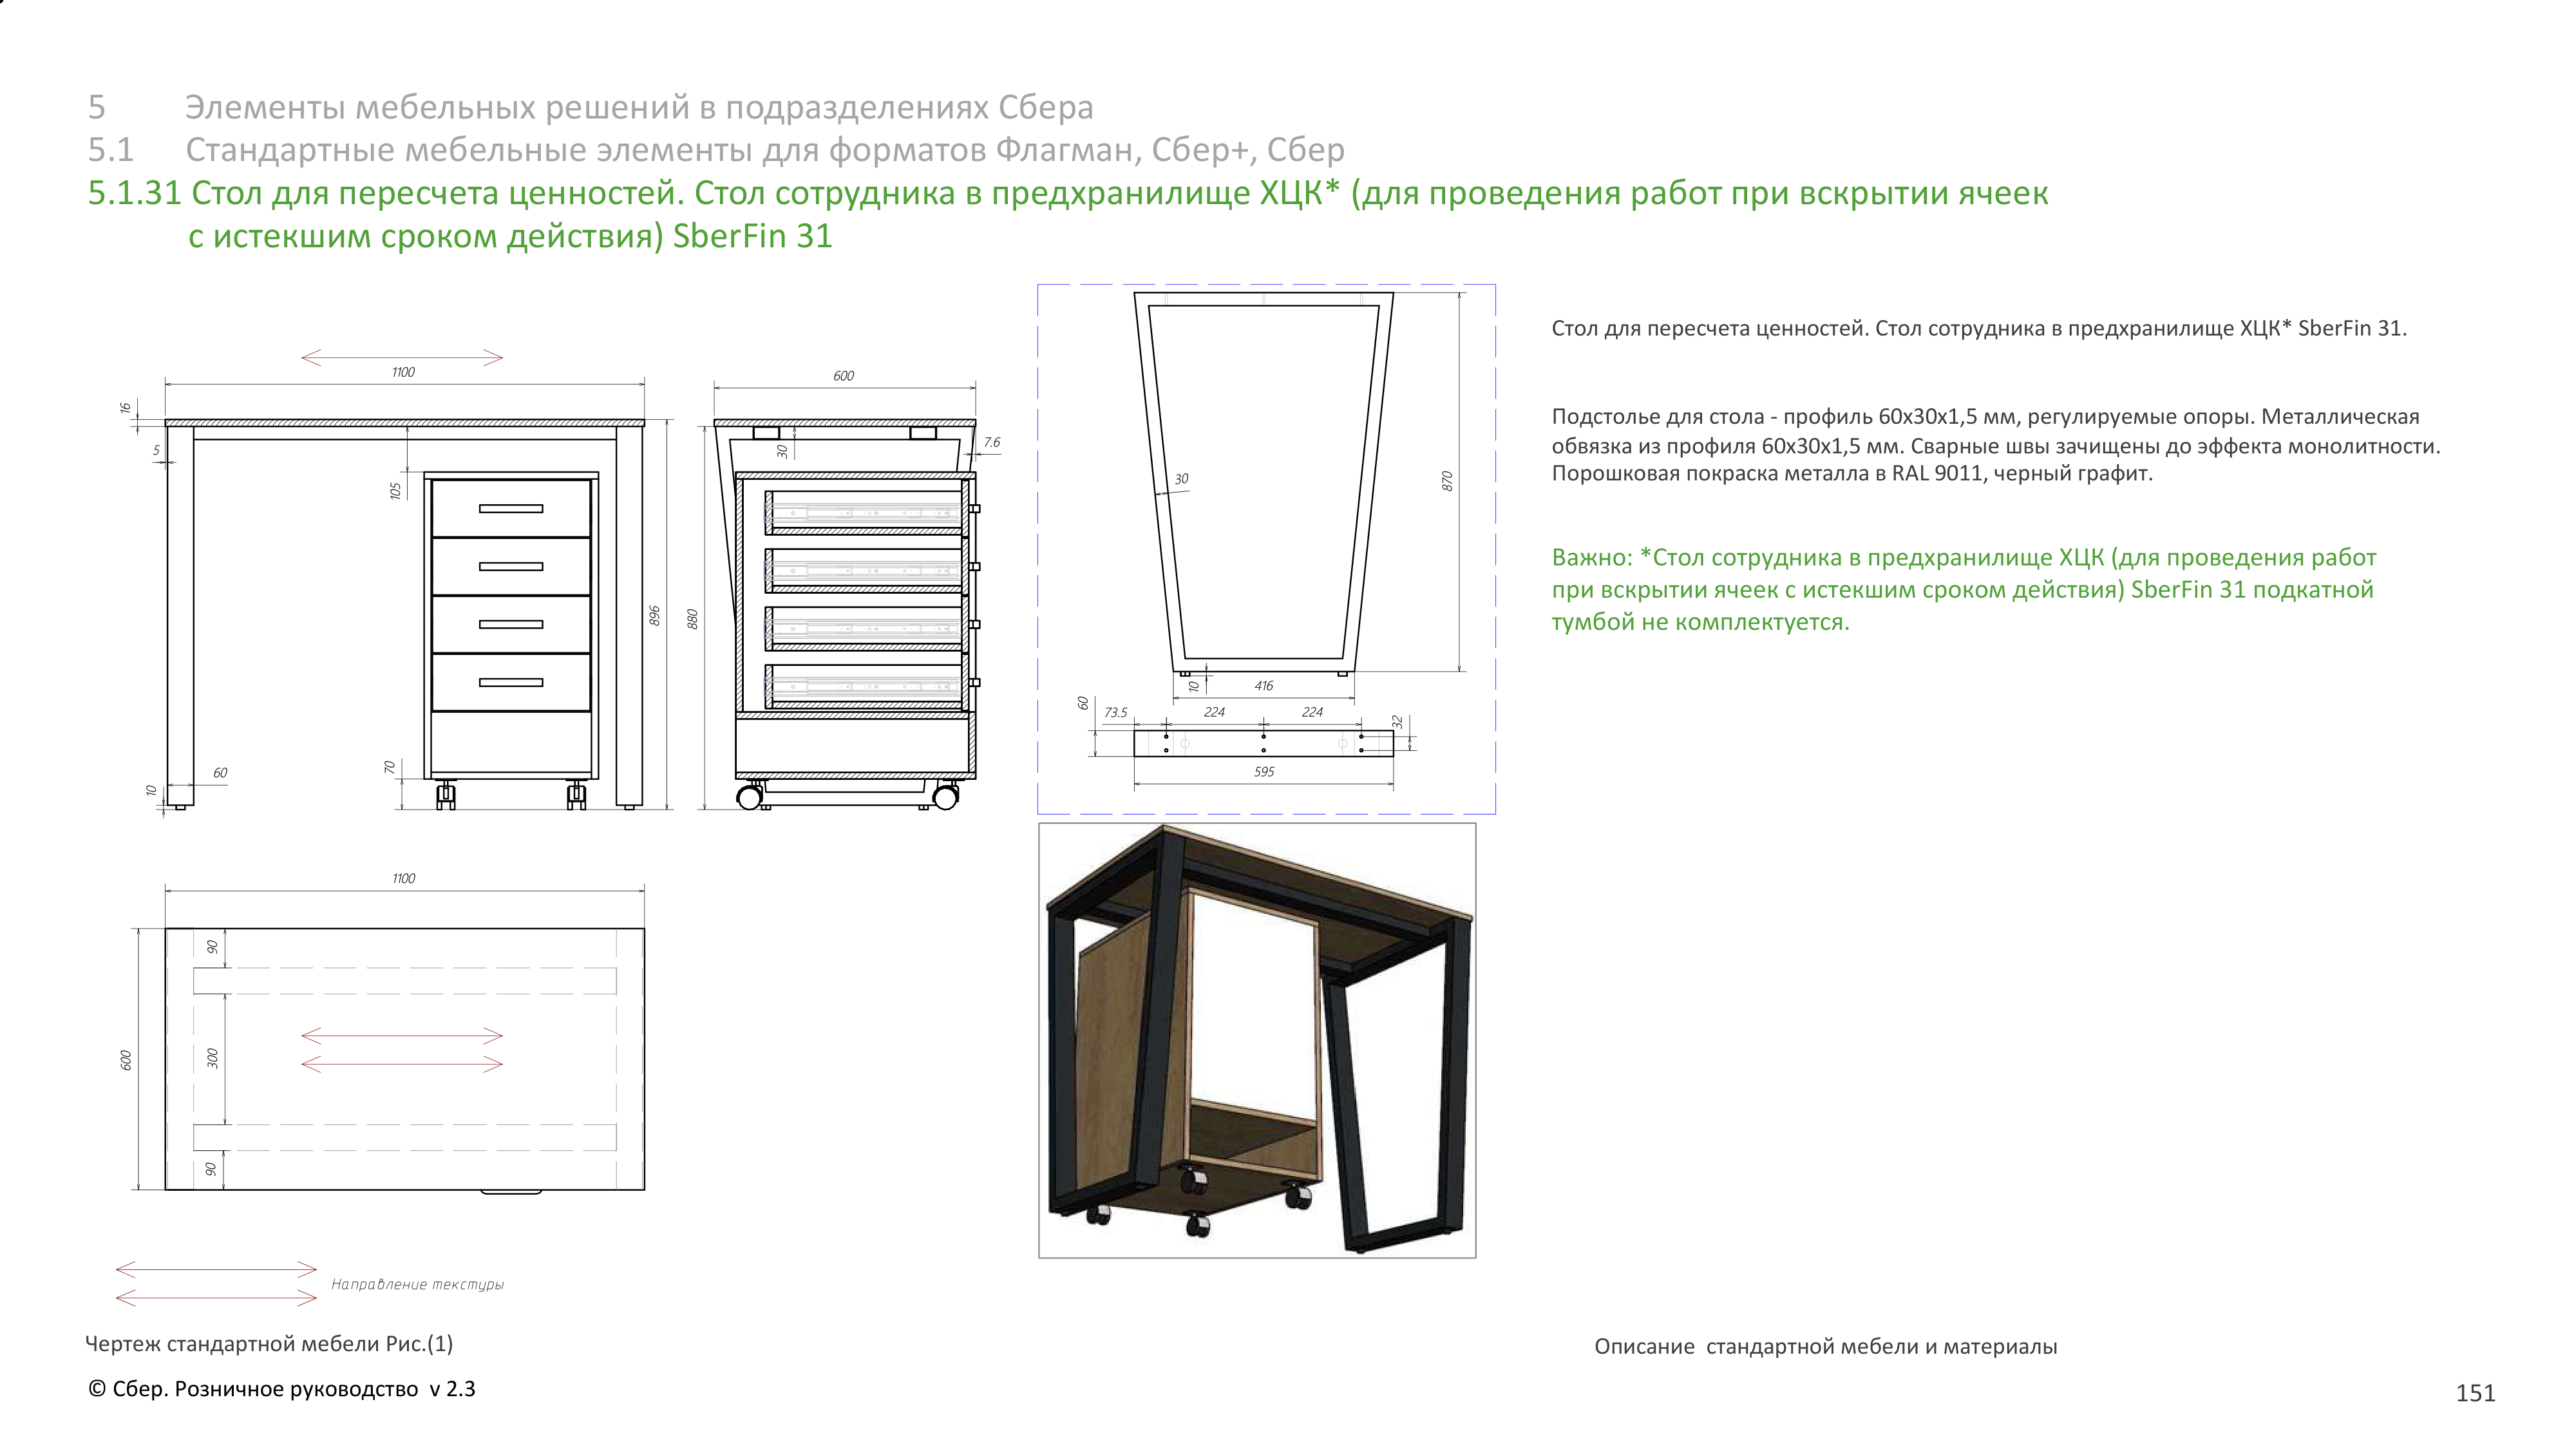 5 Элементы мебельных решений в подразделениях Сбера
5.1 Стандартные мебельные элементы для форматов Флагман, Сбер+, Сбер
5.1.31 Стол для пересчета ценностей. Стол сотрудника в предхранилище ХЦК* (для проведения работ при вскрытии ячеек
с истекшим сроком действия) SberFin 31
1100
16
5
105
896
60
10
70
600
30
7.6
880
30
870
10
416
60
73.5
224
224
32
595
Стол для пересчета ценностей. Стол сотрудника в предхранилище ХЦК* SberFin 31.
Подстолье для стола - профиль 60х30х1,5 мм, регулируемые опоры. Металлическая
обвязка из профиля 60х30х1,5 мм. Сварные швы зачищены до эффекта монолитности.
Порошковая покраска металла в RAL 9011, черный графит.
Важно: *Стол сотрудника в предхранилище ХЦК (для проведения работ
при вскрытии ячеек с истекшим сроком действия) SberFin 31 подкатной
тумбой не комплектуется.
1100
90
600
300
90
Направление текстуры
Чертеж стандартной мебели Рис.(1)
Описание стандартной мебели и материалы
© Сбер. Розничное руководство v 2.3
151